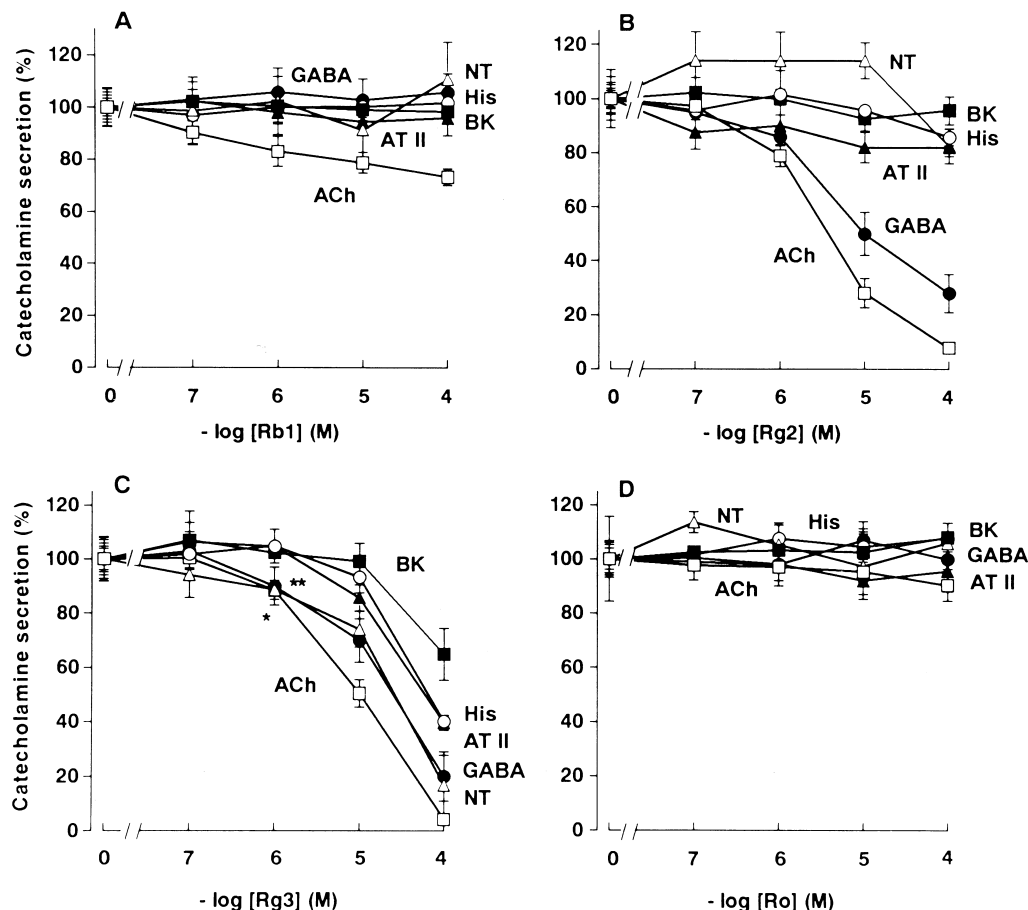 A
Catecholamine secretion (%)
120
100
80
60
40
20
0
GABA
NT
His
BK
AT II
ACh
0 7 6 5 4
- log [Rb1] (M)
B
Catecholamine secretion (%)
120
100
80
60
40
20
0
NT
BK
His
AT II
GABA
ACh
0 7 6 5 4
- log [Rg2] (M)
C
Catecholamine secretion (%)
120
100
80
60
40
20
0
BK
**
*
ACh
His
AT II
GABA
NT
0 7 6 5 4
- log [Rg3] (M)
D
120
100
80
60
40
20
0
NT
His
BK
GABA
AT II
ACh
0 7 6 5 4
- log [Ro] (M)